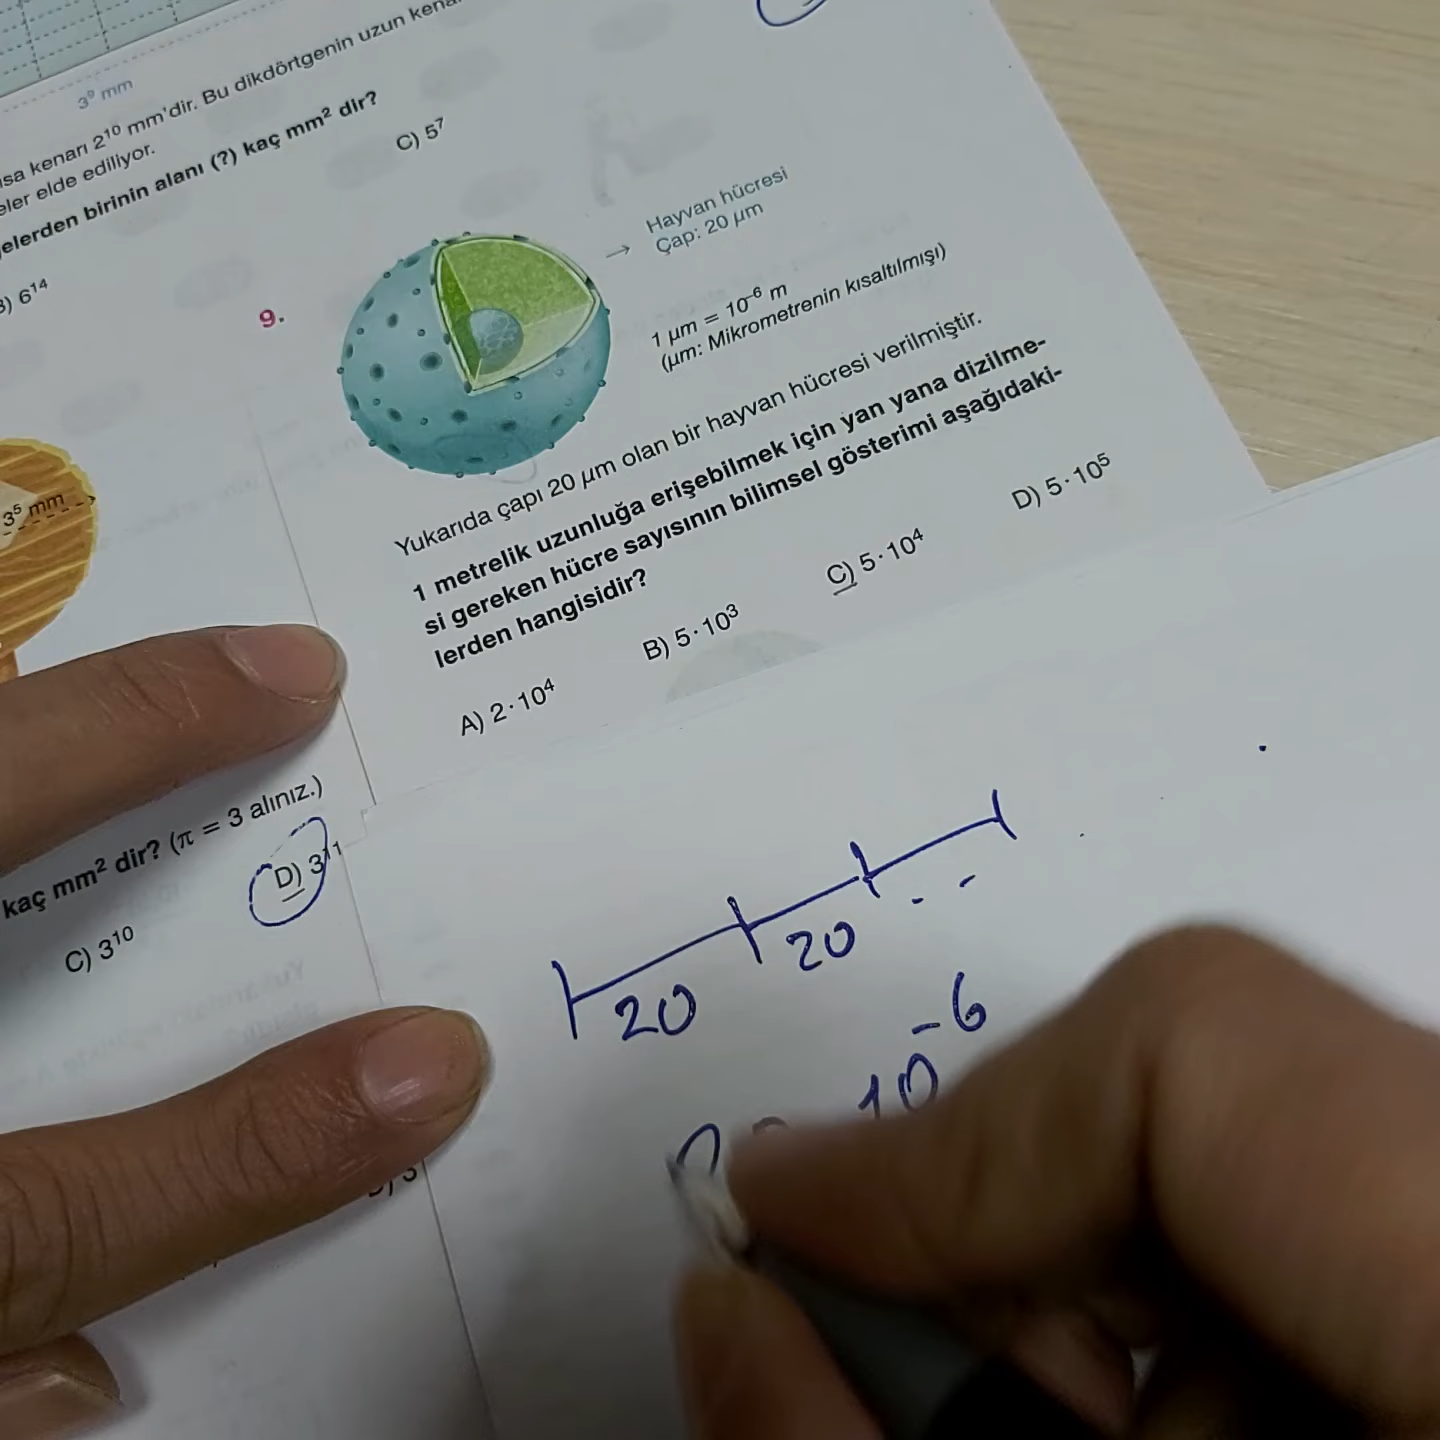 3⁹ mm
kısa kenarı 2¹⁰ mm'dir. Bu dikdörtgenin uzun
eler elde ediliyor.
birinin alanı (?) kaç mm² dir?
B) 6¹⁴
C) 5⁷
9.
→ Hayvan hücresi
Çap: 20 μm
1 μm = 10⁻⁶ m
(μm: Mikrometrenin kısaltılmışı)
Yukarıda çapı 20 μm olan bir hayvan hücresi verilmiştir.
1 metrelik uzunluğa erişebilmek için yan yana dizilme-
si gereken hücre sayısının bilimsel gösterimi aşağıdaki-
lerden hangisidir?
A) 2·10⁴
B) 5·10³
C) 5·10⁴
D) 5·10⁵
3⁵ mm
kaç mm² dir? (π = 3 alınız.)
C) 3¹⁰
D) 3¹¹
20
20
10⁻⁶